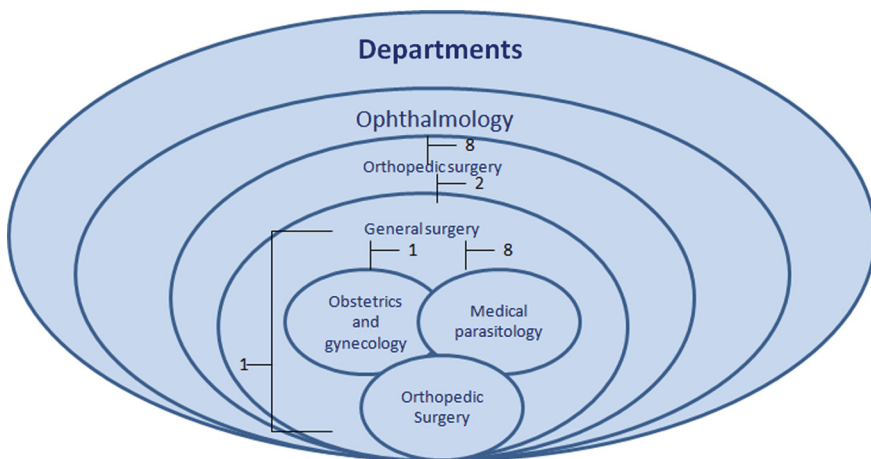 Departments
Ophthalmology
8
Orthopedic surgery
2
General surgery
1
8
Obstetrics
and
gynecology
Medical
parasitology
1
Orthopedic
Surgery